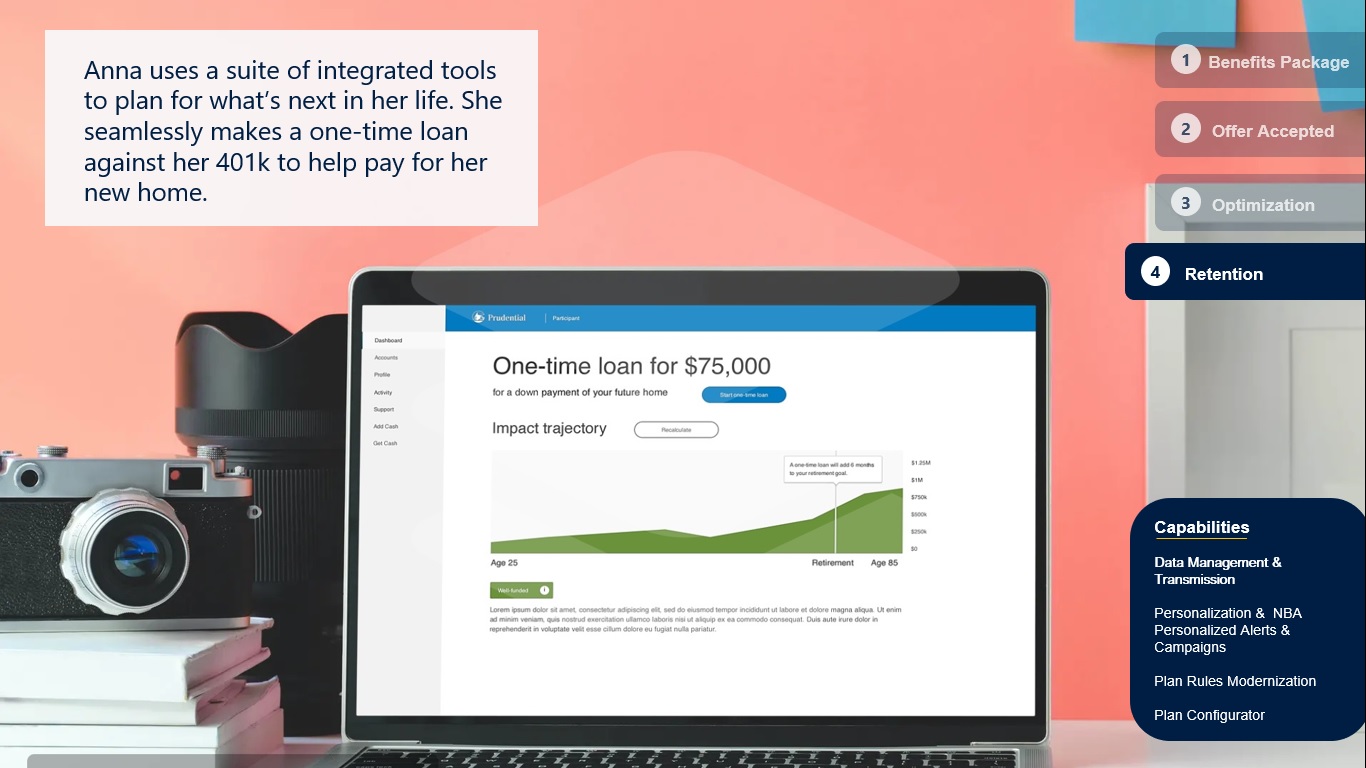 Anna uses a suite of integrated tools
to plan for what's next in her life. She
seamlessly makes a one-time loan
against her 401k to help pay for her
new home.
1 Benefits Package
2 Offer Accepted
3 Optimization
4 Retention
Prudential | Participant
Dashboard
Accounts
Profile
Activity
Support
Add Cash
Get Cash
One-time loan for $75,000
for a down payment of your future home
Start one-time loan
Impact trajectory
Recalculate
A one-time loan will add 6 months
to your retirement goal.
$1.25M
$1M
$750k
$500k
$250k
$0
Age 25
Retirement
Age 85
Well-funded
Lorem ipsum dolor sit amet, consectetur adipiscing elit, sed do eiusmod tempor incididunt ut labore et dolore magna aliqua. Ut enim
ad minim veniam, quis nostrud exercitation ullamco laboris nisi ut aliquip ex ea commodo consequat. Duis aute irure dolor in
reprehenderit in voluptate velit esse cillum dolore eu fugiat nulla pariatur.
Capabilities
Data Management &
Transmission
Personalization & NBA
Personalized Alerts &
Campaigns
Plan Rules Modernization
Plan Configurator